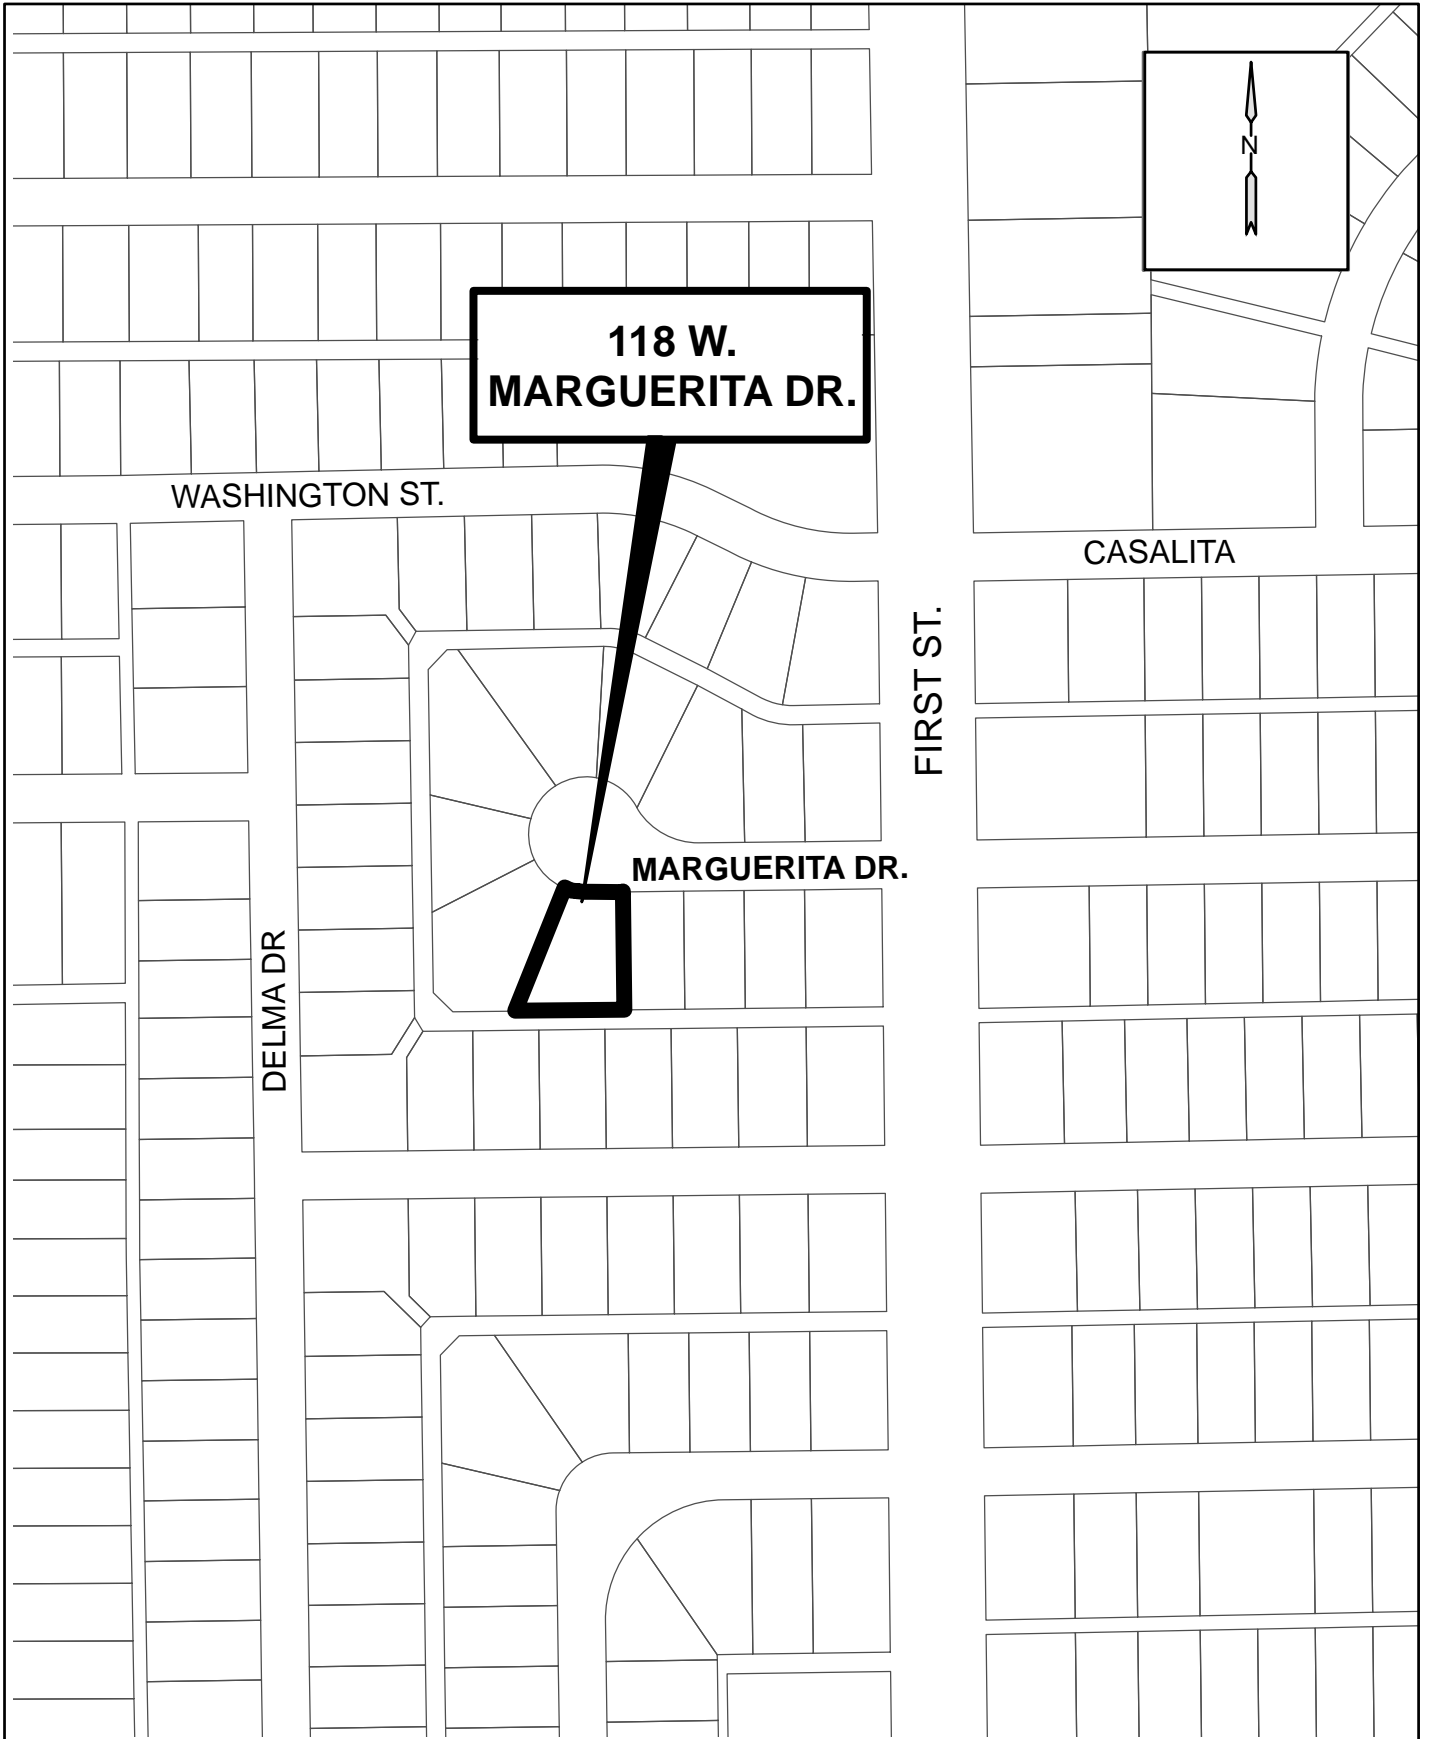 N
118 W.
MARGUERITA DR.
WASHINGTON ST.
CASALITA
FIRST ST.
MARGUERITA DR.
DELMA DR